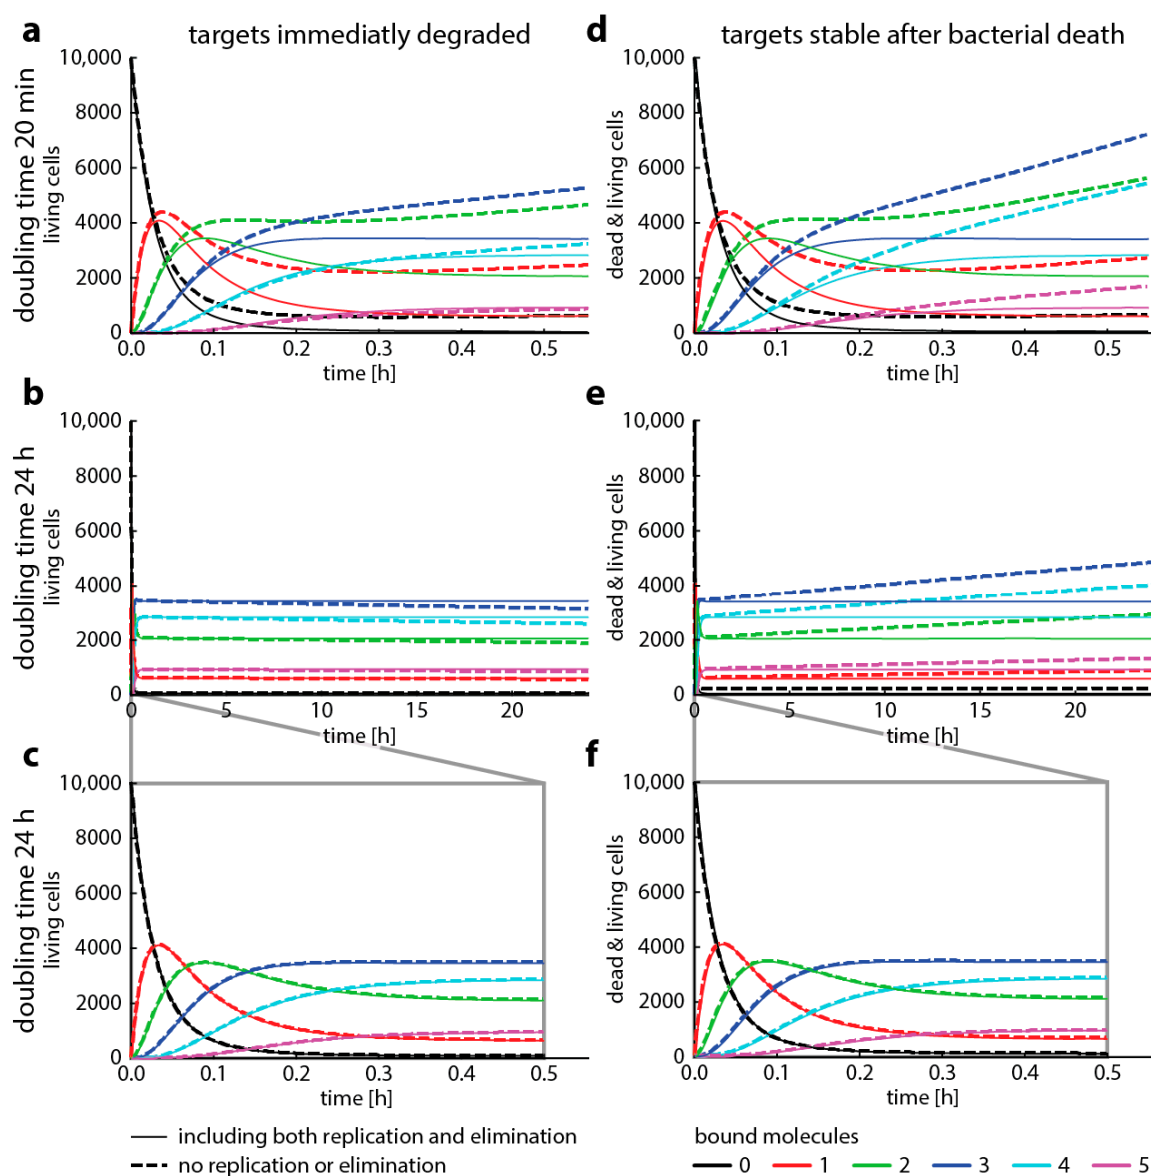 a targets immediatly degraded
doubling time 20 min
living cells
10,000
8000
6000
4000
2000
0
0.0 0.1 0.2 0.3 0.4 0.5
time [h]
d targets stable after bacterial death
dead & living cells
10,000
8000
6000
4000
2000
0
0.0 0.1 0.2 0.3 0.4 0.5
time [h]
b
doubling time 24 h
living cells
10,000
8000
6000
4000
2000
0
0 5 10 15 20
time [h]
e
dead & living cells
10,000
8000
6000
4000
2000
0
0 5 10 15 20
time [h]
c
doubling time 24 h
living cells
10,000
8000
6000
4000
2000
0
0.0 0.1 0.2 0.3 0.4 0.5
time [h]
f
dead & living cells
10,000
8000
6000
4000
2000
0
0.0 0.1 0.2 0.3 0.4 0.5
time [h]
including both replication and elimination
no replication or elimination
bound molecules
0 1 2 3 4 5